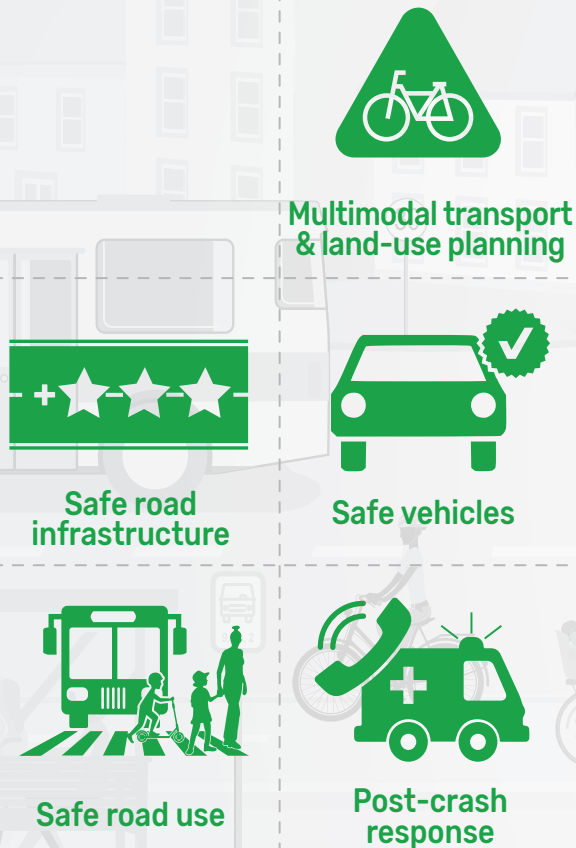 Multimodal transport
& land-use planning
Safe road
infrastructure
Safe vehicles
Safe road use
Post-crash
response